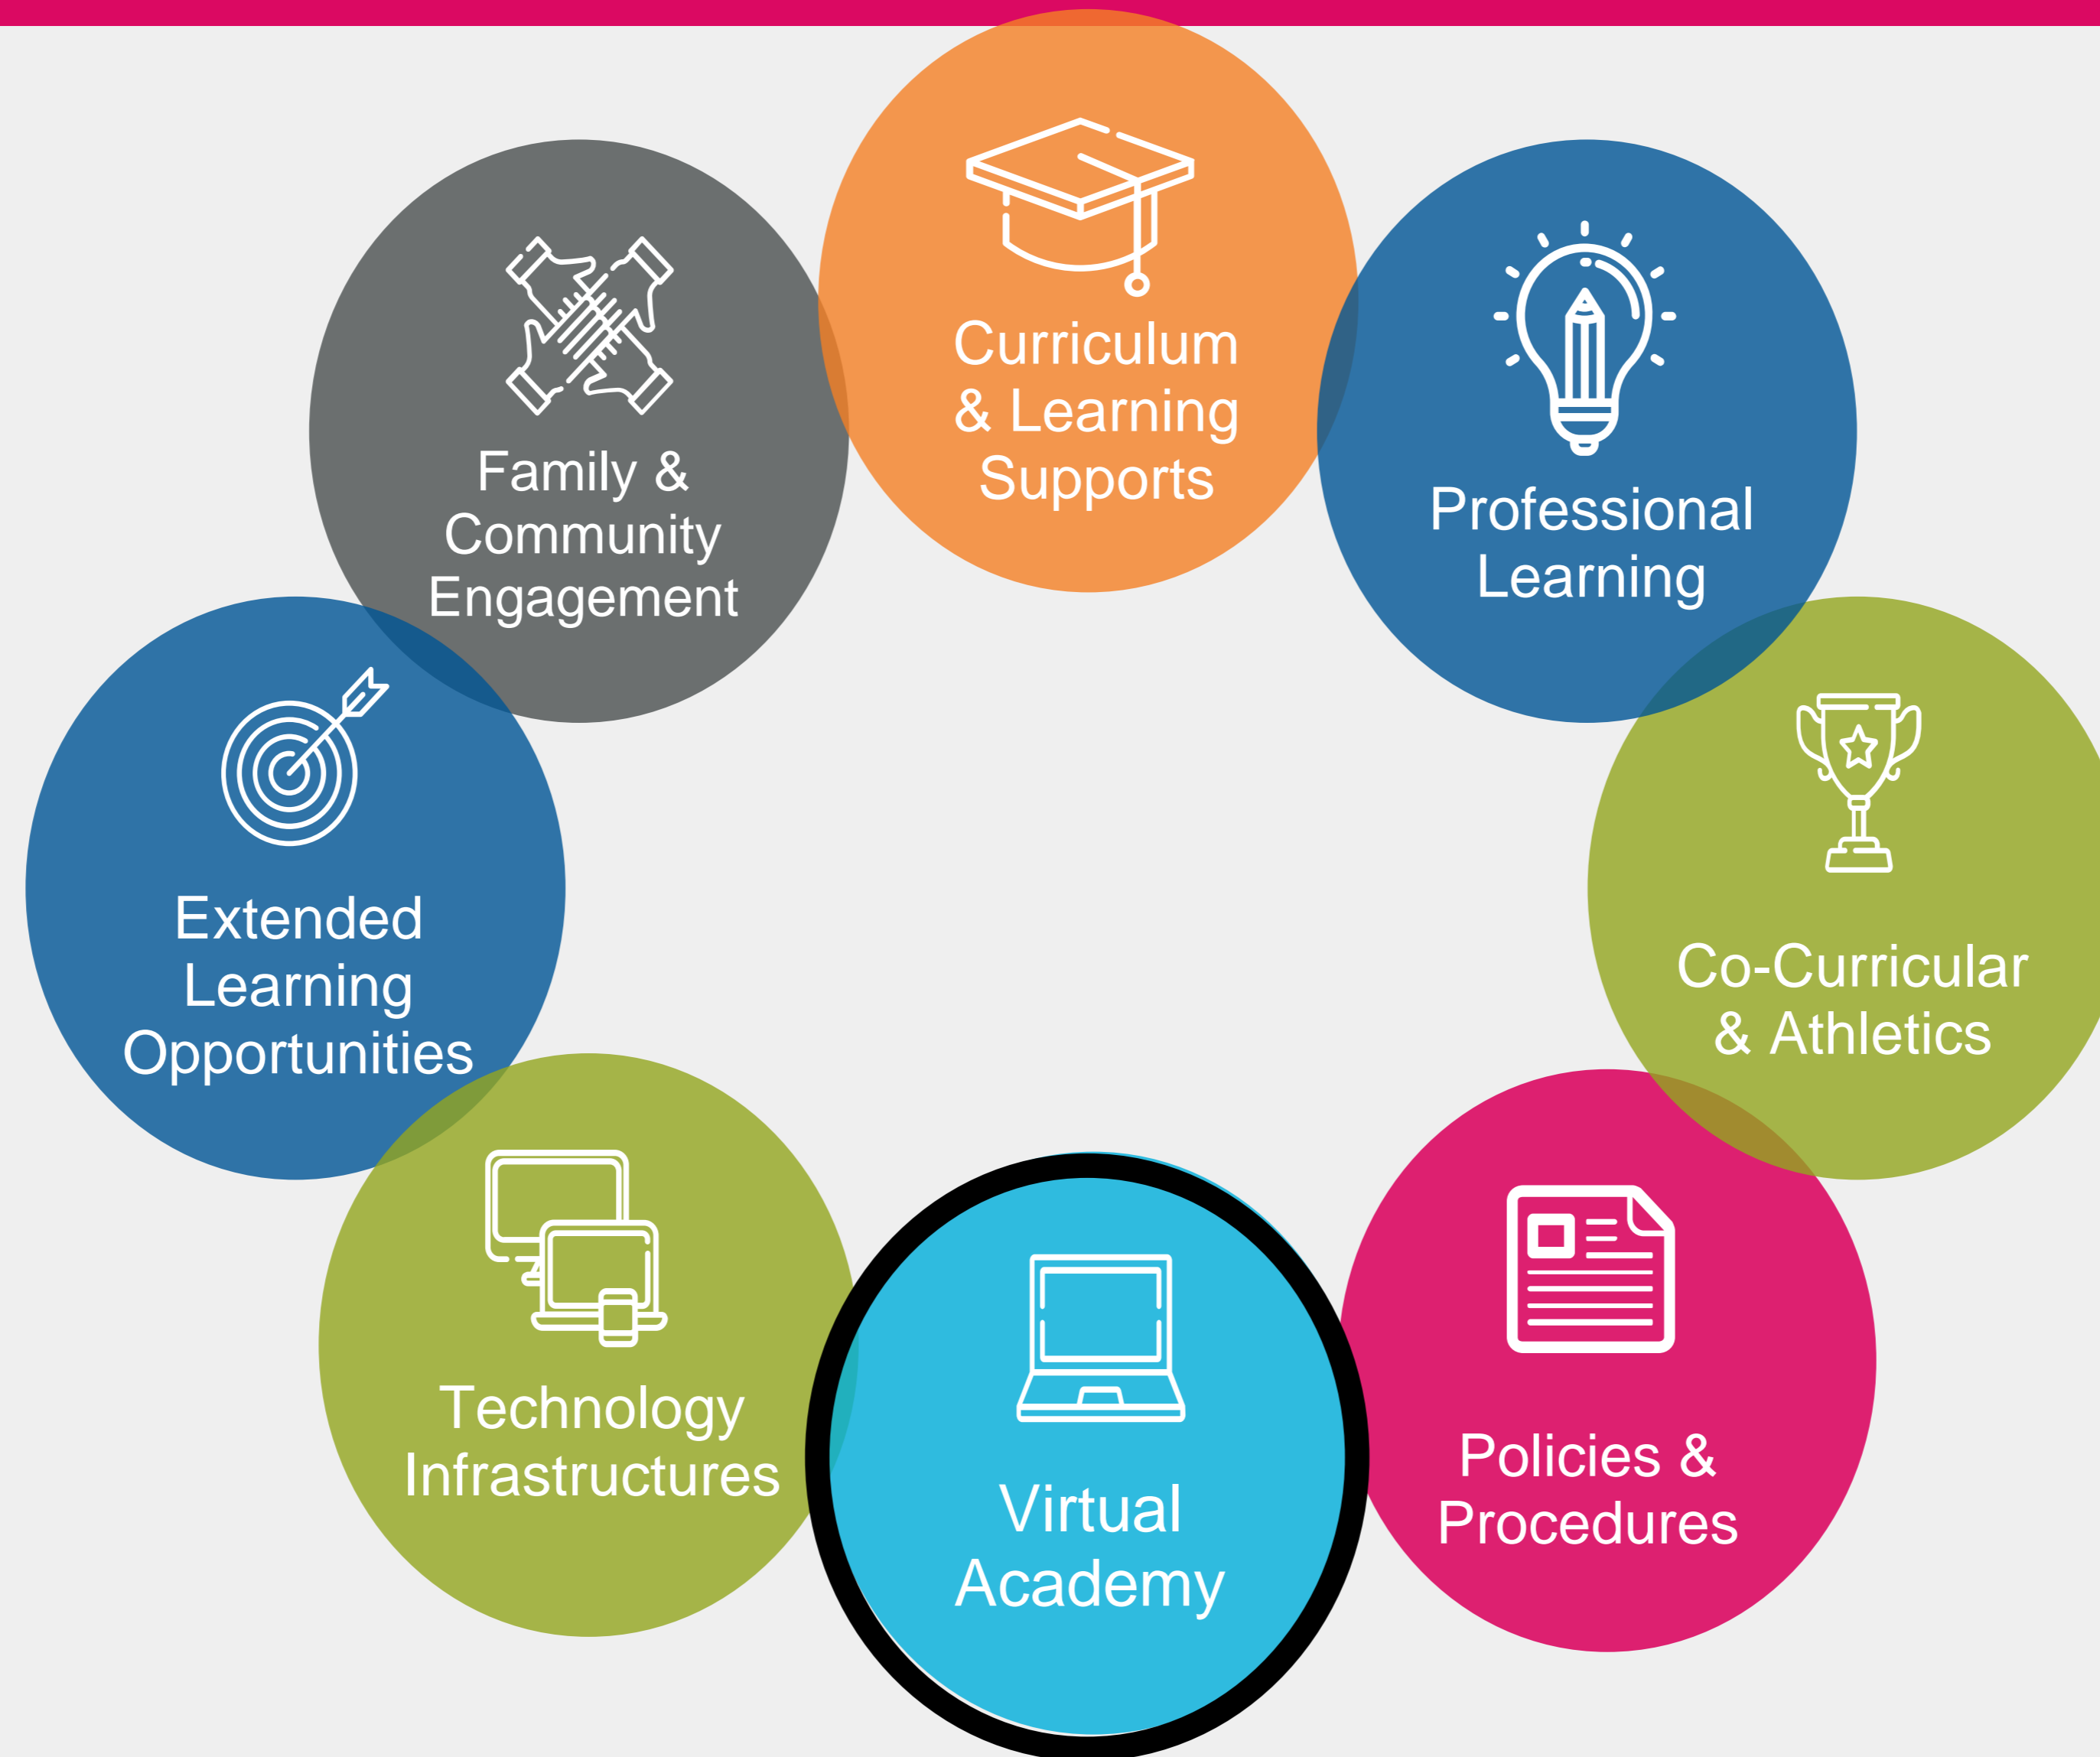 Curriculum
& Learning
Supports
Family &
Community
Engagement
Professional
Learning
Extended
Learning
Opportunities
Co-Curricular
& Athletics
Technology
Infrastructures
Virtual
Academy
Policies &
Procedures